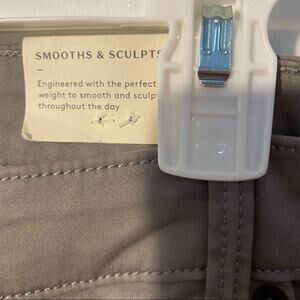 SMOOTHS & SCULPTS
Engineered with the perfect
weight to smooth and sculpt
throughout the day